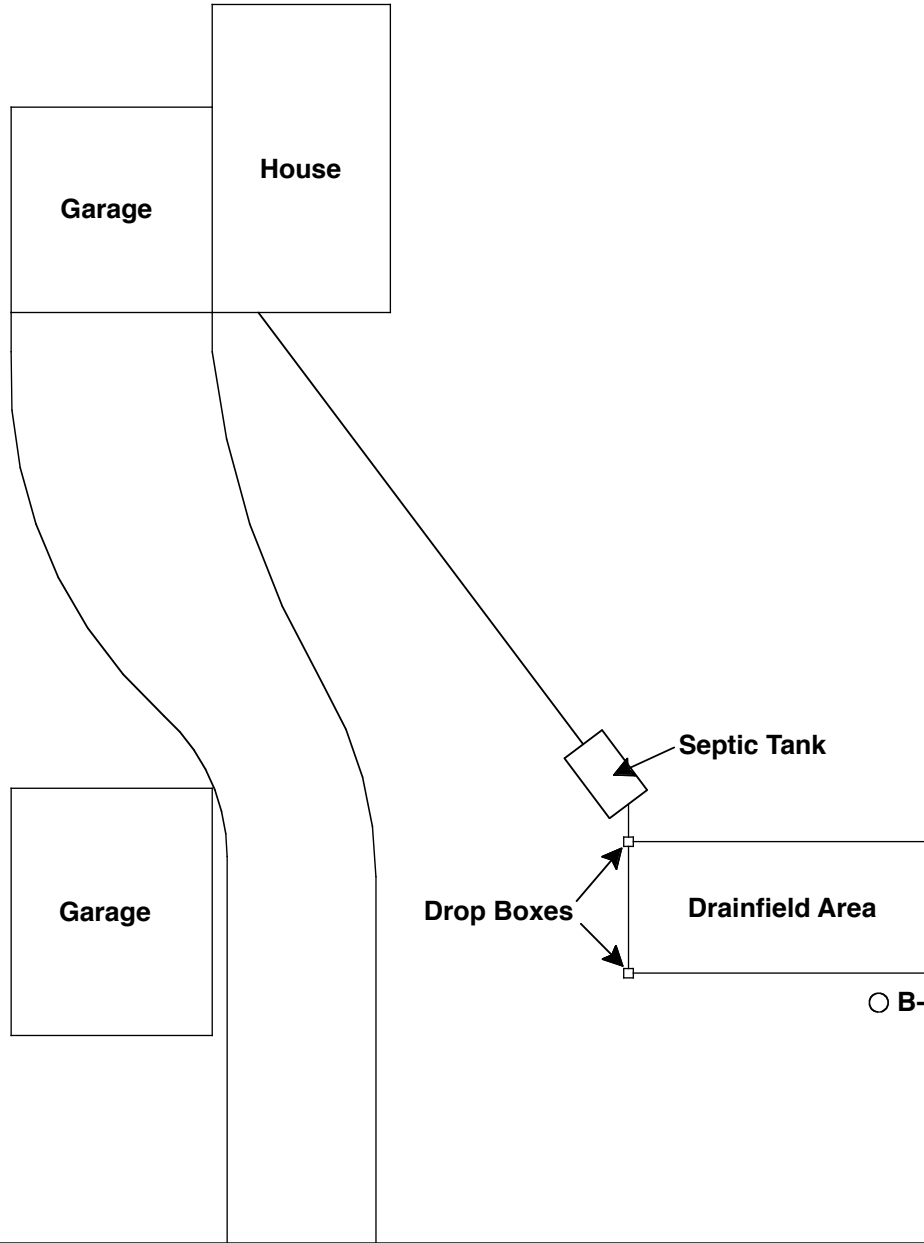 House
Garage
Septic Tank
Drainfield Area
Drop Boxes
Garage
B-